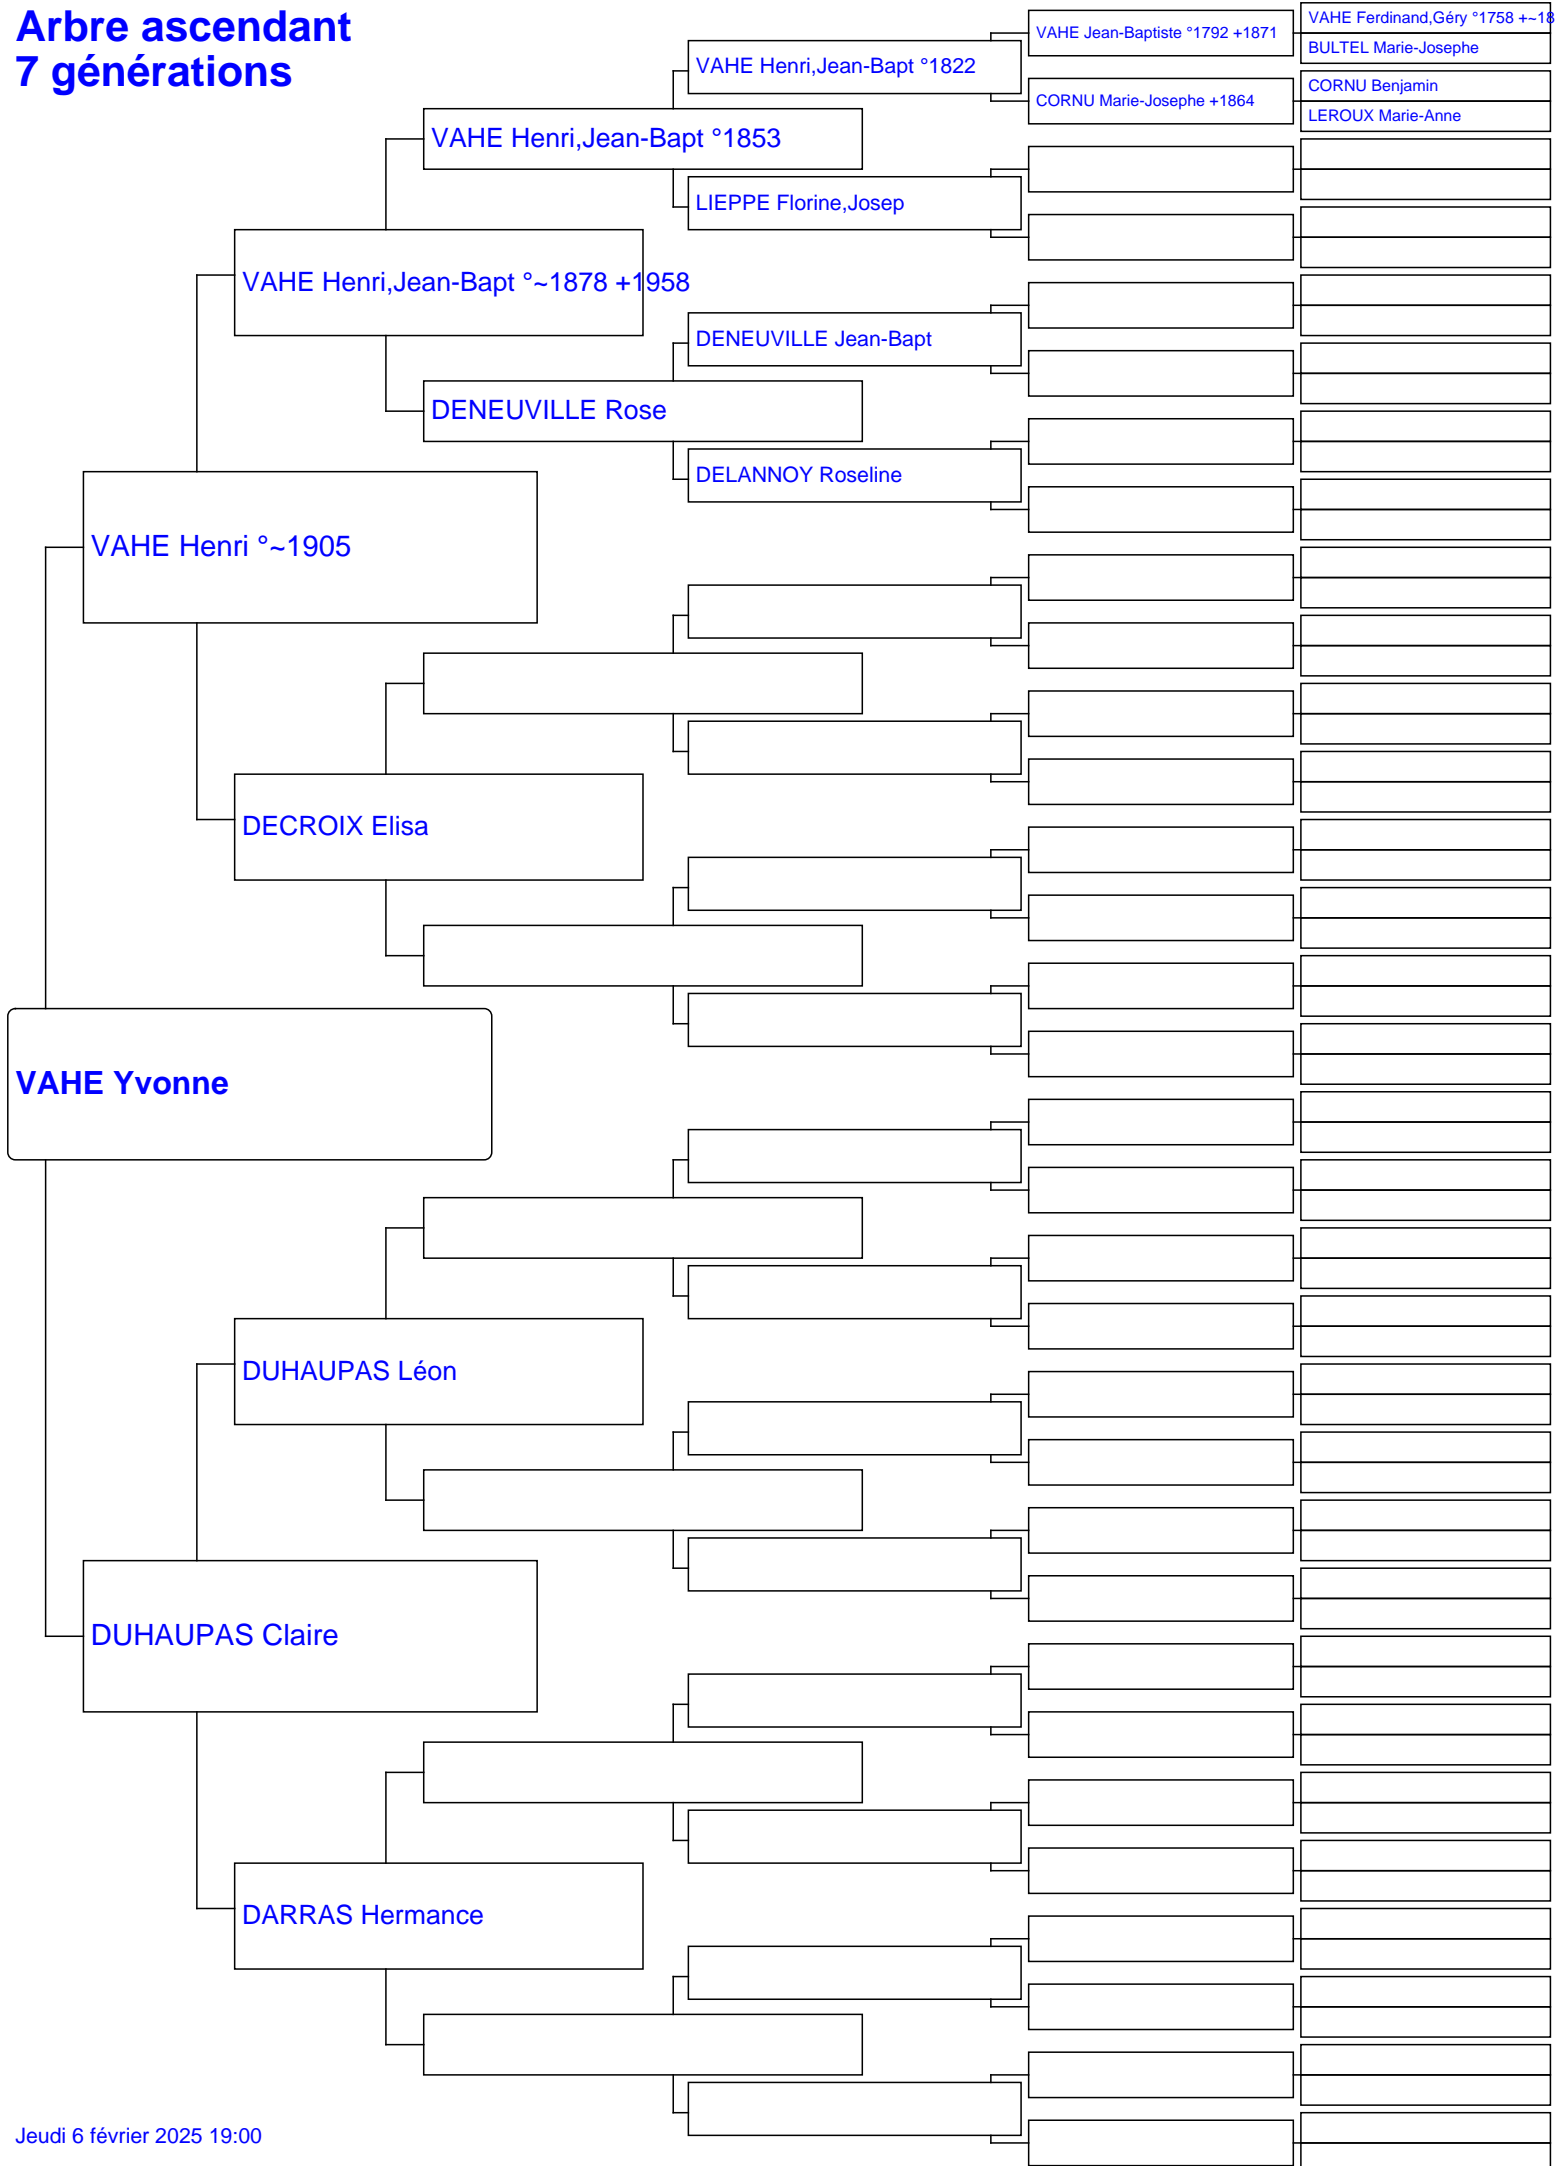 Arbre ascendant
7 générations
VAHE Yvonne
VAHE Henri °~1905
DUHAUPAS Claire
VAHE Henri,Jean-Bapt °~1878 +1958
DECROIX Elisa
DUHAUPAS Léon
DARRAS Hermance
VAHE Henri,Jean-Bapt °1853
DENEUVILLE Rose
VAHE Henri,Jean-Bapt °1822
LIEPPE Florine,Josep
DENEUVILLE Jean-Bapt
DELANNOY Roseline
VAHE Jean-Baptiste °1792 +1871
CORNU Marie-Josephe +1864
VAHE Ferdinand,Géry °1758 +~18
BULTEL Marie-Josephe
CORNU Benjamin
LEROUX Marie-Anne
Jeudi 6 février 2025 19:00